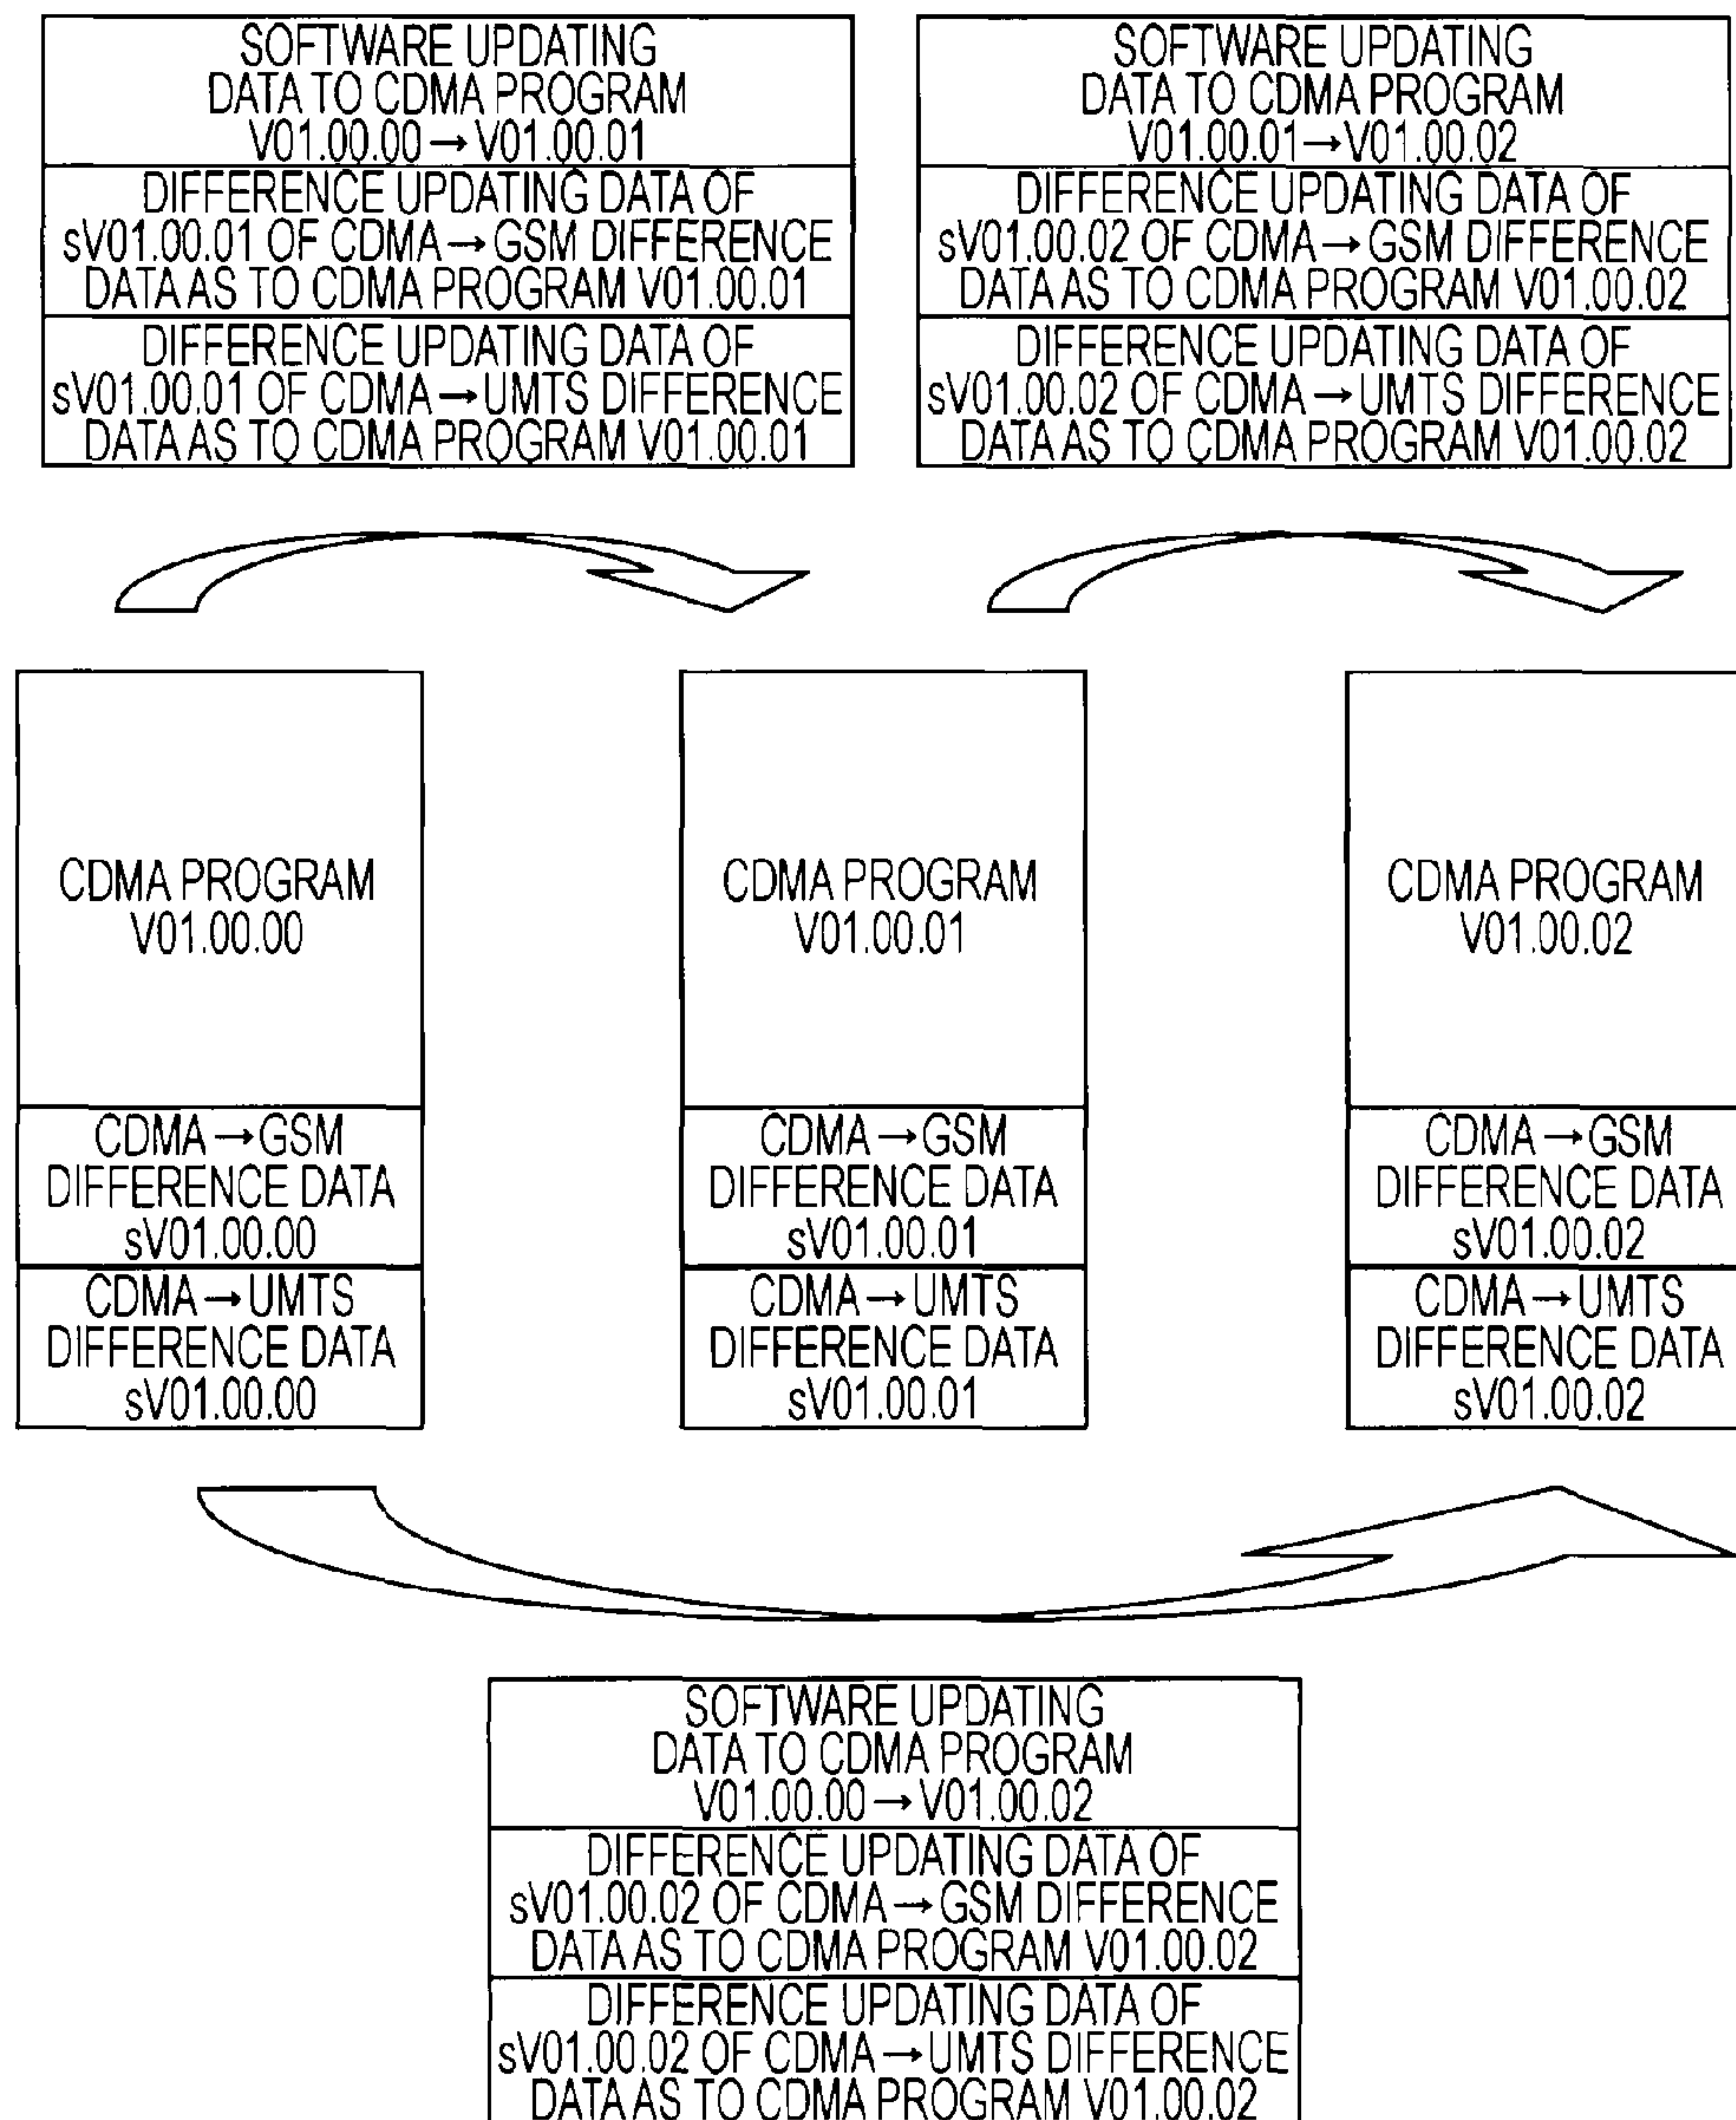 SOFTWARE UPDATING
DATA TO CDMA PROGRAM
V01.00.00→V01.00.01
DIFFERENCE UPDATING DATA OF
sV01.00.01 OF CDMA→GSM DIFFERENCE
DATA AS TO CDMA PROGRAM V01.00.01
DIFFERENCE UPDATING DATA OF
sV01.00.01 OF CDMA→UMTS DIFFERENCE
DATA AS TO CDMA PROGRAM V01.00.01
SOFTWARE UPDATING
DATA TO CDMA PROGRAM
V01.00.01→V01.00.02
DIFFERENCE UPDATING DATA OF
sV01.00.02 OF CDMA→GSM DIFFERENCE
DATA AS TO CDMA PROGRAM V01.00.02
DIFFERENCE UPDATING DATA OF
sV01.00.02 OF CDMA→UMTS DIFFERENCE
DATA AS TO CDMA PROGRAM V01.00.02
CDMA PROGRAM
V01.00.00
CDMA→GSM
DIFFERENCE DATA
sV01.00.00
CDMA→UMTS
DIFFERENCE DATA
sV01.00.00
CDMA PROGRAM
V01.00.01
CDMA→GSM
DIFFERENCE DATA
sV01.00.01
CDMA→UMTS
DIFFERENCE DATA
sV01.00.01
CDMA PROGRAM
V01.00.02
CDMA→GSM
DIFFERENCE DATA
sV01.00.02
CDMA→UMTS
DIFFERENCE DATA
sV01.00.02
SOFTWARE UPDATING
DATA TO CDMA PROGRAM
V01.00.00→V01.00.02
DIFFERENCE UPDATING DATA OF
sV01.00.02 OF CDMA→GSM DIFFERENCE
DATA AS TO CDMA PROGRAM V01.00.02
DIFFERENCE UPDATING DATA OF
sV01.00.02 OF CDMA→UMTS DIFFERENCE
DATA AS TO CDMA PROGRAM V01.00.02